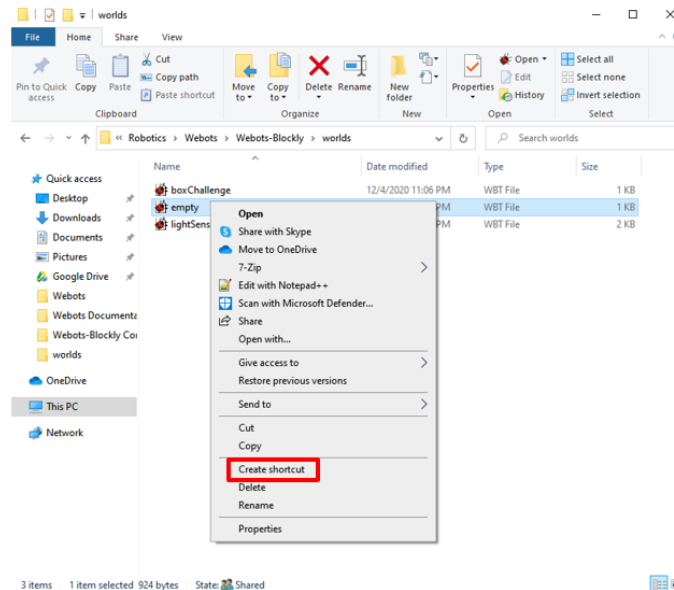 worlds
File Home Share View
Pin to Quick access
Copy
Paste
Cut
Copy path
Paste shortcut
Clipboard
Move to
Copy to
Delete
Rename
Organize
New folder
New
Properties
Open
Edit
History
Open
Select all
Select none
Invert selection
Select
« Robotics > Webots > Webots-Blockly > worlds
Search worlds
Name Date modified Type Size
boxChallenge 12/4/2020 11:06 PM WBT File 1 KB
empty PM WBT File 1 KB
lightSens PM WBT File 2 KB
Quick access
Desktop
Downloads
Documents
Pictures
Google Drive
Webots
Webots Documenta
Webots-Blockly Co
worlds
OneDrive
This PC
Network
Open
Share with Skype
Move to OneDrive
7-Zip
Edit with Notepad++
Scan with Microsoft Defender...
Share
Open with...
Give access to
Restore previous versions
Send to
Cut
Copy
Create shortcut
Delete
Rename
Properties
3 items 1 item selected 924 bytes State: Shared